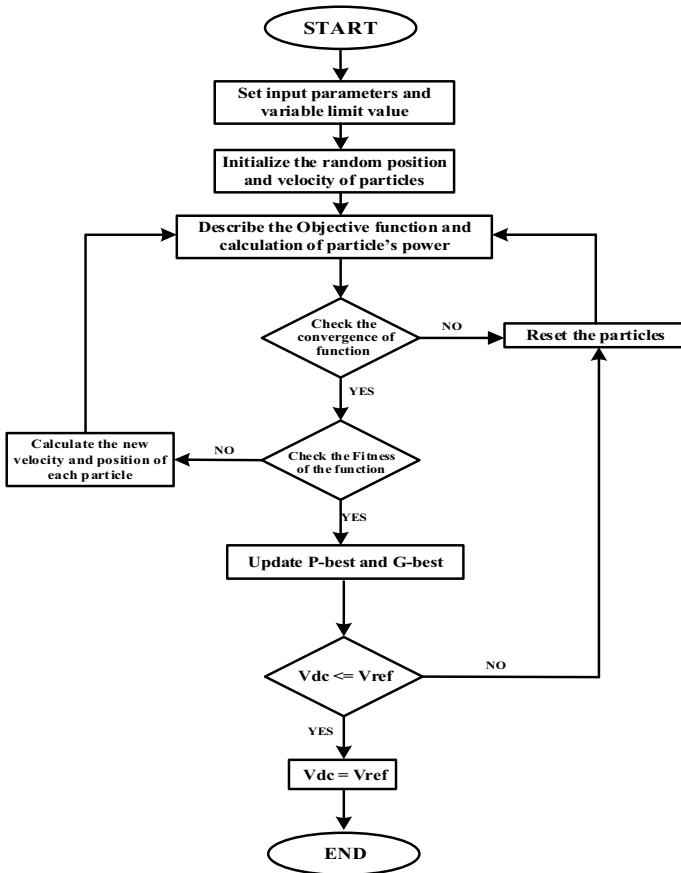 START
Set input parameters and
variable limit value
Initialize the random position
and velocity of particles
Describe the Objective function and
calculation of particle's power
Check the
convergence of
function
NO
Reset the particles
YES
Calculate the new
velocity and position of
each particle
NO
Check the Fitness
of the function
YES
Update P-best and G-best
Vdc <= Vref
NO
YES
Vdc = Vref
END